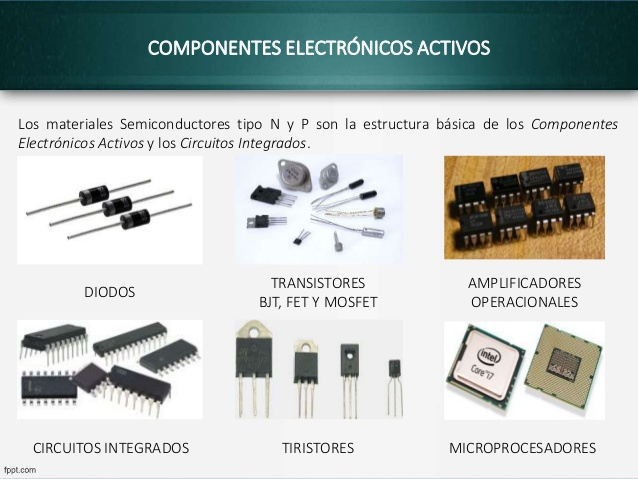 COMPONENTES ELECTRÓNICOS ACTIVOS
Los materiales Semiconductores tipo N y P son la estructura básica de los Componentes
Electrónicos Activos y los Circuitos Integrados.
DIODOS
TRANSISTORES
BJT, FET Y MOSFET
AMPLIFICADORES
OPERACIONALES
intel
Core i7
CIRCUITOS INTEGRADOS
TIRISTORES
MICROPROCESADORES
fppt.com